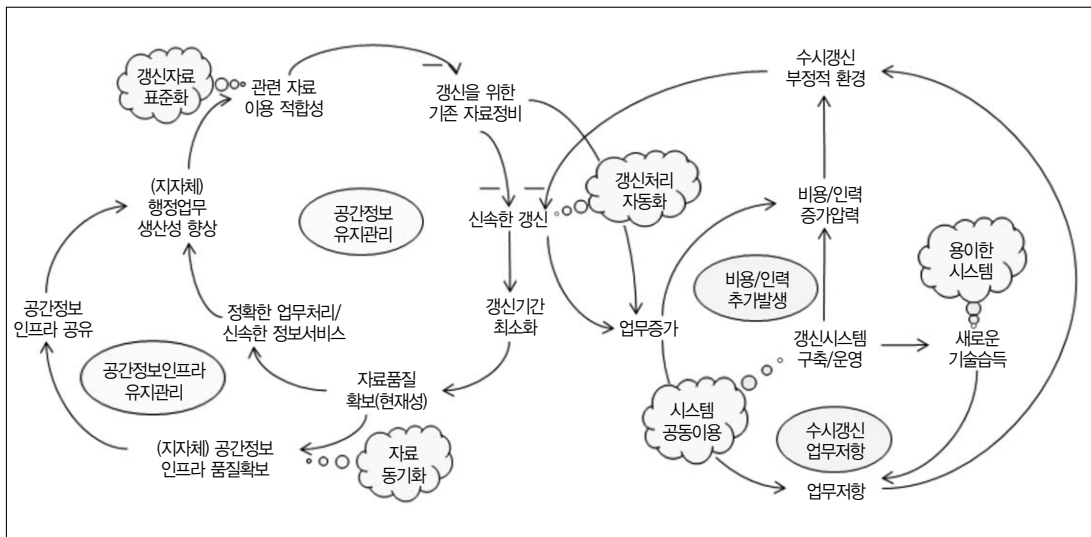 갱신자료
표준화
관련 자료
이용 적합성
갱신을 위한
기존 자료정비
수시갱신
부정적 환경
(지자체)
행정업무
생산성 향상
공간정보
유지관리
신속한 갱신
갱신처리
자동화
비용/인력
증가압력
용이한
시스템
비용/인력
추가발생
공간정보
인프라 공유
정확한 업무처리/
신속한 정보서비스
갱신기간
최소화
업무증가
갱신시스템
구축/운영
새로운
기술습득
공간정보인프라
유지관리
자료품질
확보(현재성)
시스템
공동이용
수시갱신
업무저항
(지자체) 공간정보
인프라 품질확보
자료
동기화
업무저항